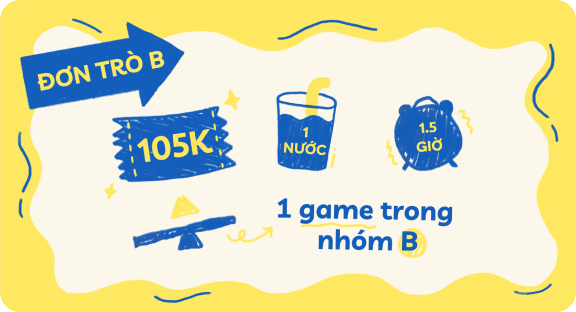 ĐƠN TRÒ B
105K
1
NƯỚC
1.5
GIỜ
1 game trong
nhóm B